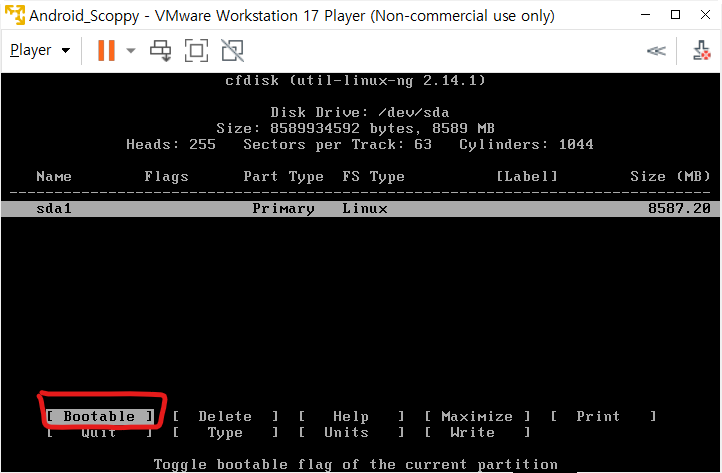 Android_Scoppy - VMware Workstation 17 Player (Non-commercial use only)
Player
cfdisk (util-linux-ng 2.14.1)
Disk Drive: /dev/sda
Size: 8589934592 bytes, 8589 MB
Heads: 255 Sectors per Track: 63 Cylinders: 1044
Name Flags Part Type FS Type [Label] Size (MB)
sda1 Primary Linux 8587.20
[ Bootable ] [ Delete ] [ Help ] [ Maximize ] [ Print ]
[ Quit ] [ Type ] [ Units ] [ Write ]
Toggle bootable flag of the current partition